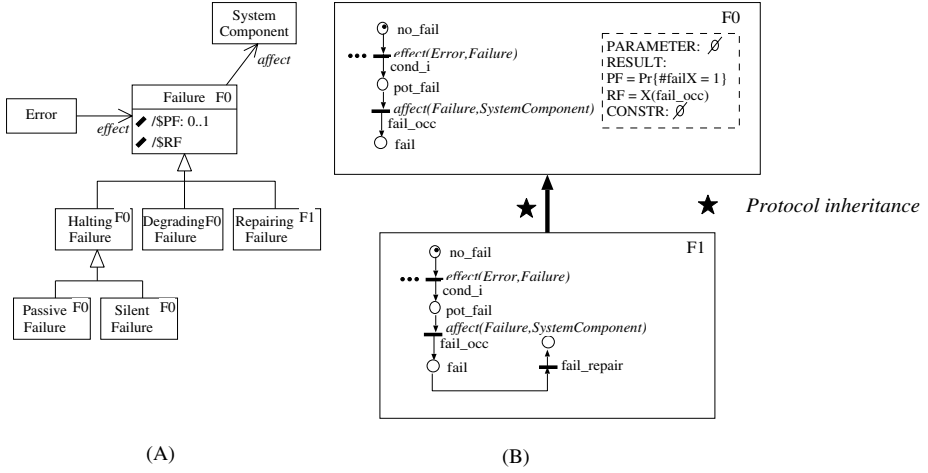 System
Component
affect
Error
effect
Failure F0
/$PF: 0..1
/$RF
Halting F0
Failure
Degrading F0
Failure
Repairing F1
Failure
Passive F0
Failure
Silent F0
Failure
(A)
F0
no_fail
effect(Error,Failure)
cond_i
pot_fail
affect(Failure,SystemComponent)
fail_occ
fail
PARAMETER: ∅
RESULT:
PF = Pr{#failX = 1}
RF = X(fail_occ)
CONSTR: ∅
★
★ Protocol inheritance
F1
no_fail
effect(Error,Failure)
cond_i
pot_fail
affect(Failure,SystemComponent)
fail_occ
fail
fail_repair
(B)